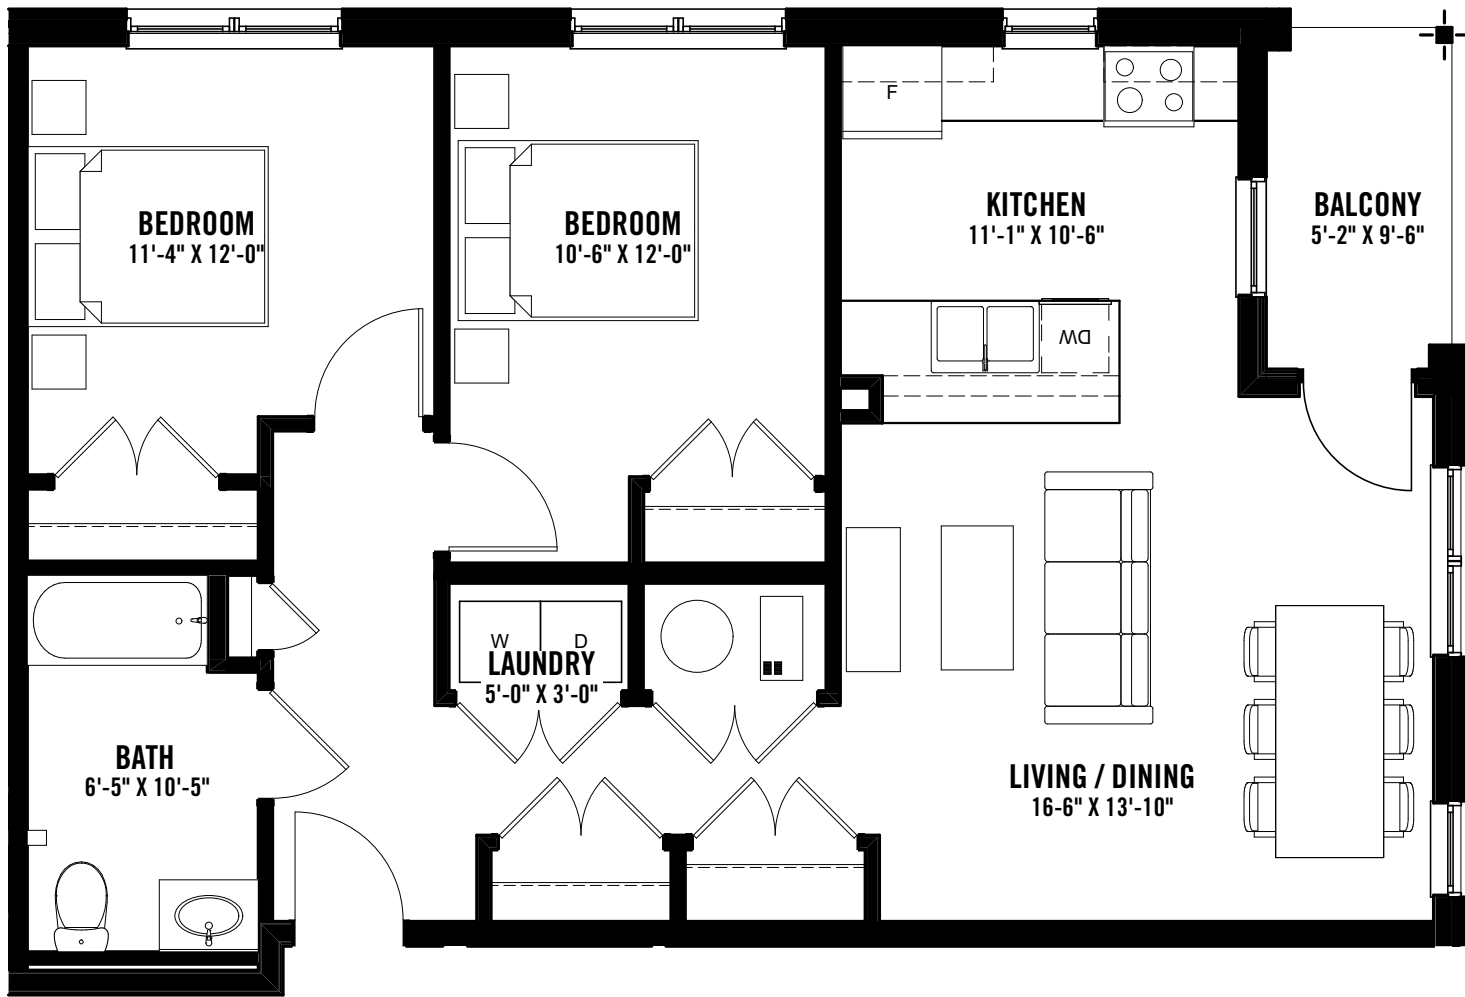 F
KITCHEN
11'-1" X 10'-6"
BALCONY
5'-2" X 9'-6"
BEDROOM
11'-4" X 12'-0"
BEDROOM
10'-6" X 12'-0"
DW
W
D
LAUNDRY
5'-0" X 3'-0"
BATH
6'-5" X 10'-5"
LIVING / DINING
16-6" X 13'-10"